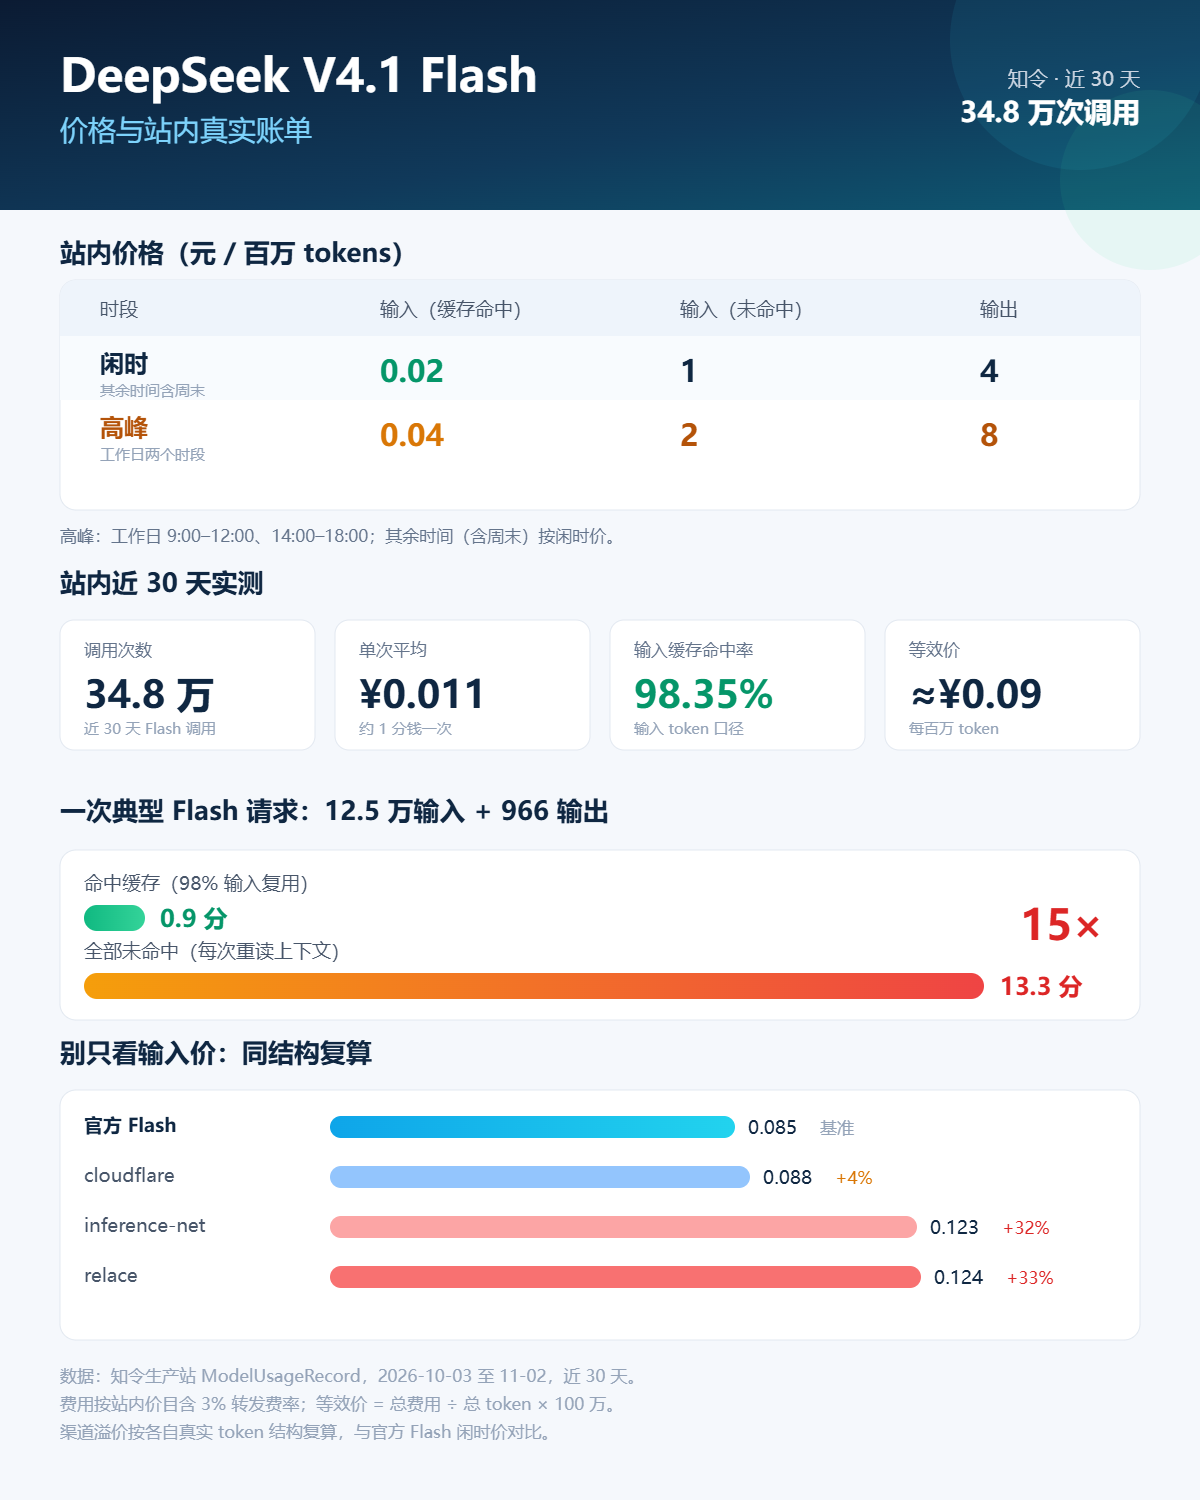 DeepSeek V4.1 Flash
价格与站内真实账单
知令 · 近 30 天
34.8 万次调用
站内价格（元 / 百万 tokens）
时段 输入（缓存命中） 输入（未命中） 输出
闲时 0.02 1 4
其余时间含周末
高峰 0.04 2 8
工作日两个时段
高峰：工作日 9:00–12:00、14:00–18:00；其余时间（含周末）按闲时价。
站内近 30 天实测
调用次数
34.8 万
近 30 天 Flash 调用
单次平均
¥0.011
约 1 分钱一次
输入缓存命中率
98.35%
输入 token 口径
等效价
≈¥0.09
每百万 token
一次典型 Flash 请求：12.5 万输入 + 966 输出
命中缓存（98% 输入复用）
0.9 分
全部未命中（每次重读上下文）
13.3 分
15×
别只看输入价：同结构复算
官方 Flash 0.085 基准
cloudflare 0.088 +4%
inference-net 0.123 +32%
relace 0.124 +33%
数据：知令生产站 ModelUsageRecord，2026-10-03 至 11-02，近 30 天。
费用按站内价目含 3% 转发费率；等效价 = 总费用 ÷ 总 token × 100 万。
渠道溢价按各自真实 token 结构复算，与官方 Flash 闲时价对比。